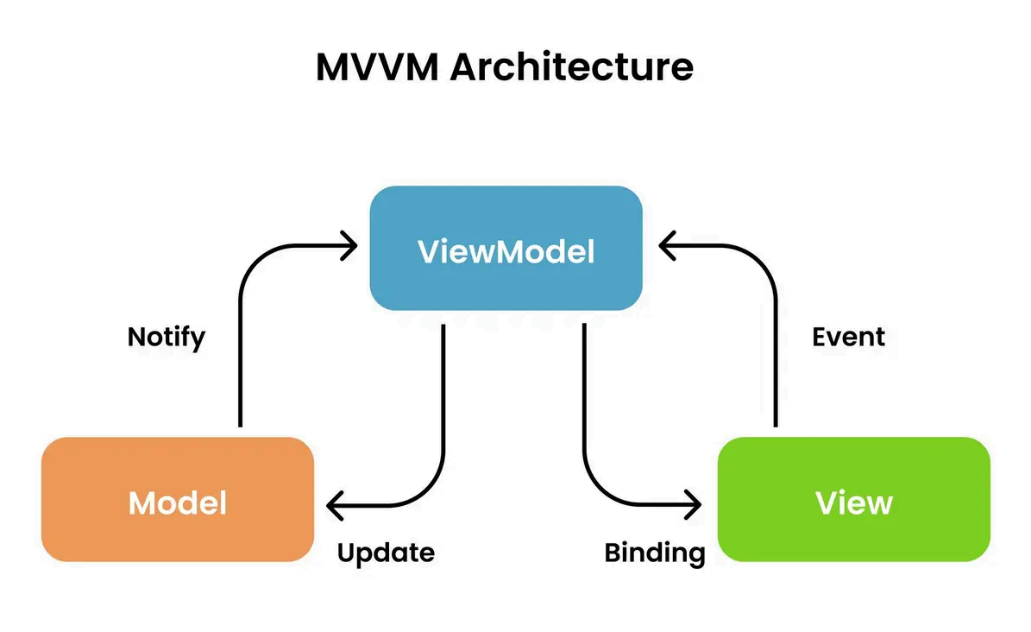 MVVM Architecture
ViewModel
Notify
Event
Model
View
Update
Binding